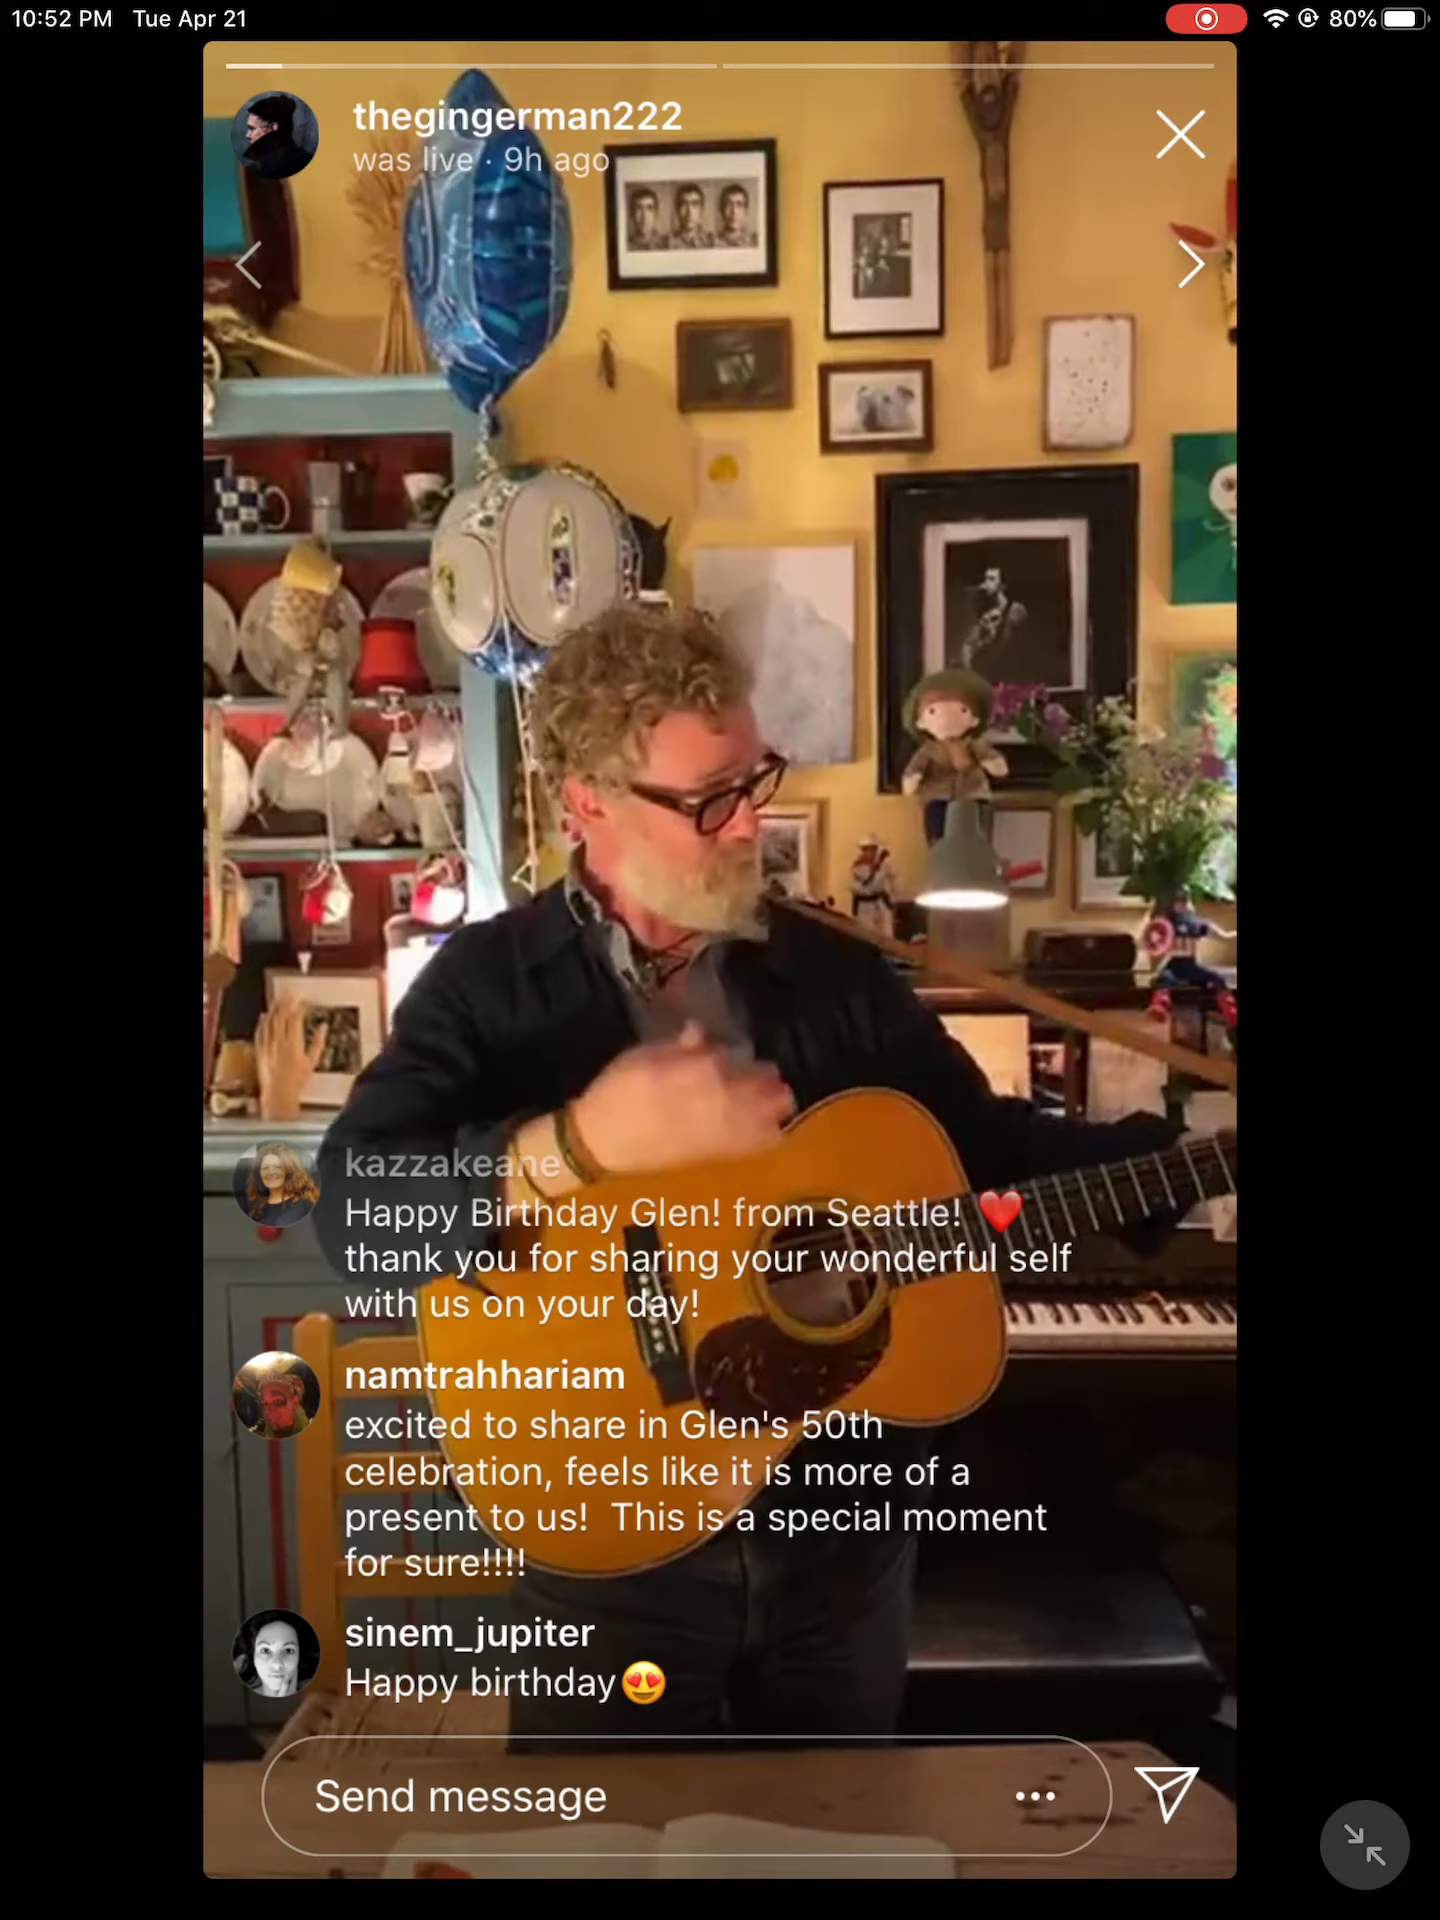 10:52 PM Tue Apr 21
80%
thegingerman222
was live · 9h ago
kazzakeane
Happy Birthday Glen! from Seattle! ❤️
thank you for sharing your wonderful self
with us on your day!
namtrahhariam
excited to share in Glen's 50th
celebration, feels like it is more of a
present to us!  This is a special moment
for sure!!!!
sinem_jupiter
Happy birthday😍
Send message